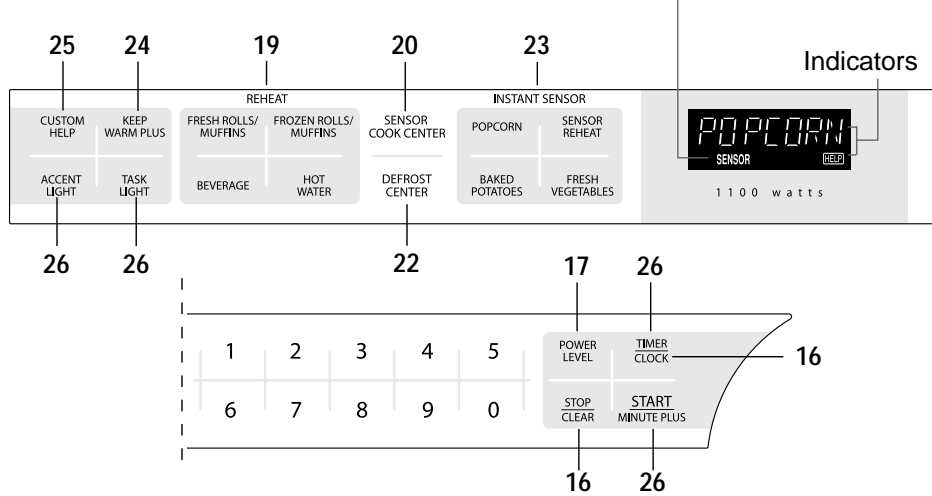 25 24 19 20 23
Indicators
REHEAT
INSTANT SENSOR
CUSTOM
HELP
KEEP
WARM PLUS
FRESH ROLLS/
MUFFINS
FROZEN ROLLS/
MUFFINS
SENSOR
COOK CENTER
POPCORN
SENSOR
REHEAT
POPCORN
SENSOR HELP
ACCENT
LIGHT
TASK
LIGHT
BEVERAGE
HOT
WATER
DEFROST
CENTER
BAKED
POTATOES
FRESH
VEGETABLES
1100 watts
26 26 22
17 26
1 2 3 4 5
POWER
LEVEL
TIMER
CLOCK
16
6 7 8 9 0
STOP
CLEAR
START
MINUTE PLUS
16 26